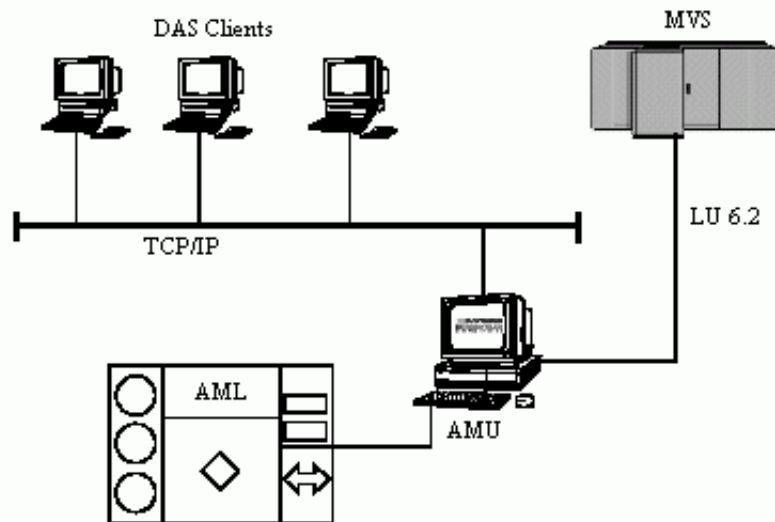 DAS Clients
MVS
LU 6.2
TCP/IP
AML
AMU